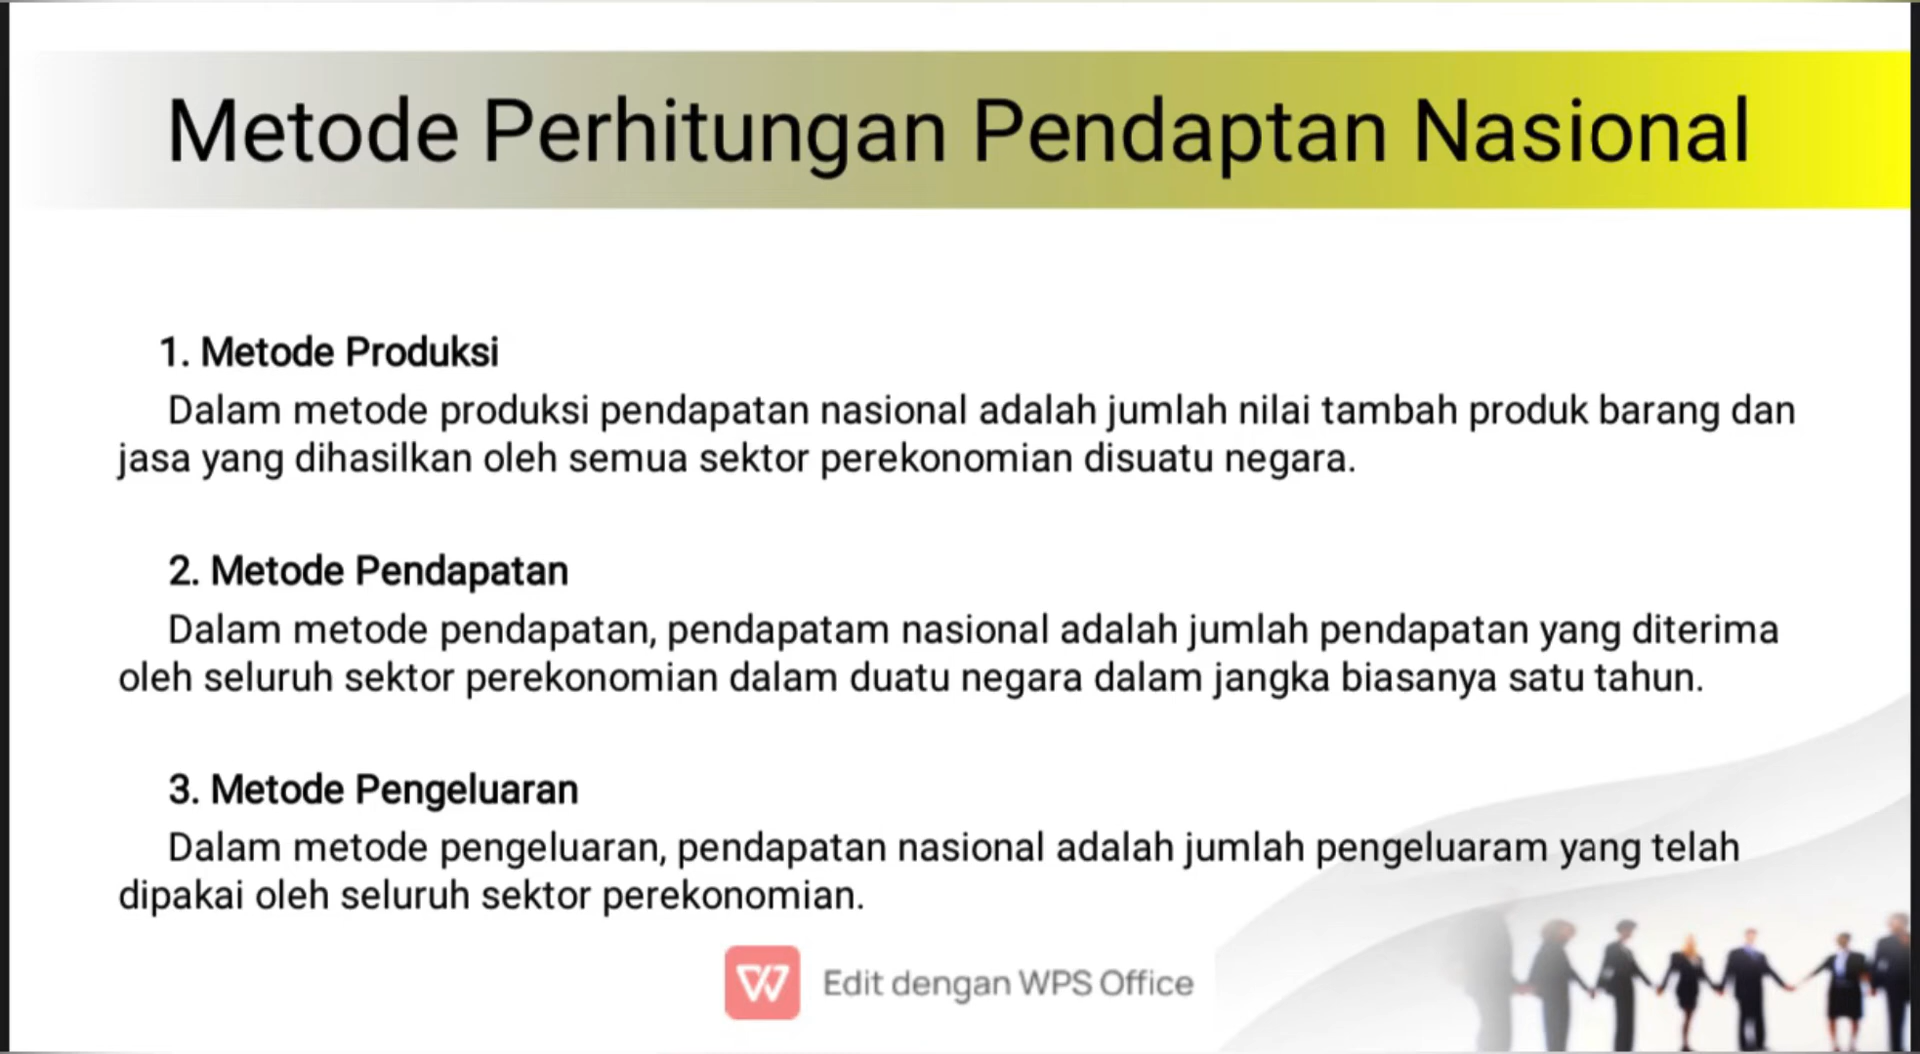 Metode Perhitungan Pendaptan Nasional
1. Metode Produksi
Dalam metode produksi pendapatan nasional adalah jumlah nilai tambah produk barang dan
jasa yang dihasilkan oleh semua sektor perekonomian disuatu negara.
2. Metode Pendapatan
Dalam metode pendapatan, pendapatam nasional adalah jumlah pendapatan yang diterima
oleh seluruh sektor perekonomian dalam duatu negara dalam jangka biasanya satu tahun.
3. Metode Pengeluaran
Dalam metode pengeluaran, pendapatan nasional adalah jumlah pengeluaram yang telah
dipakai oleh seluruh sektor perekonomian.
Edit dengan WPS Office